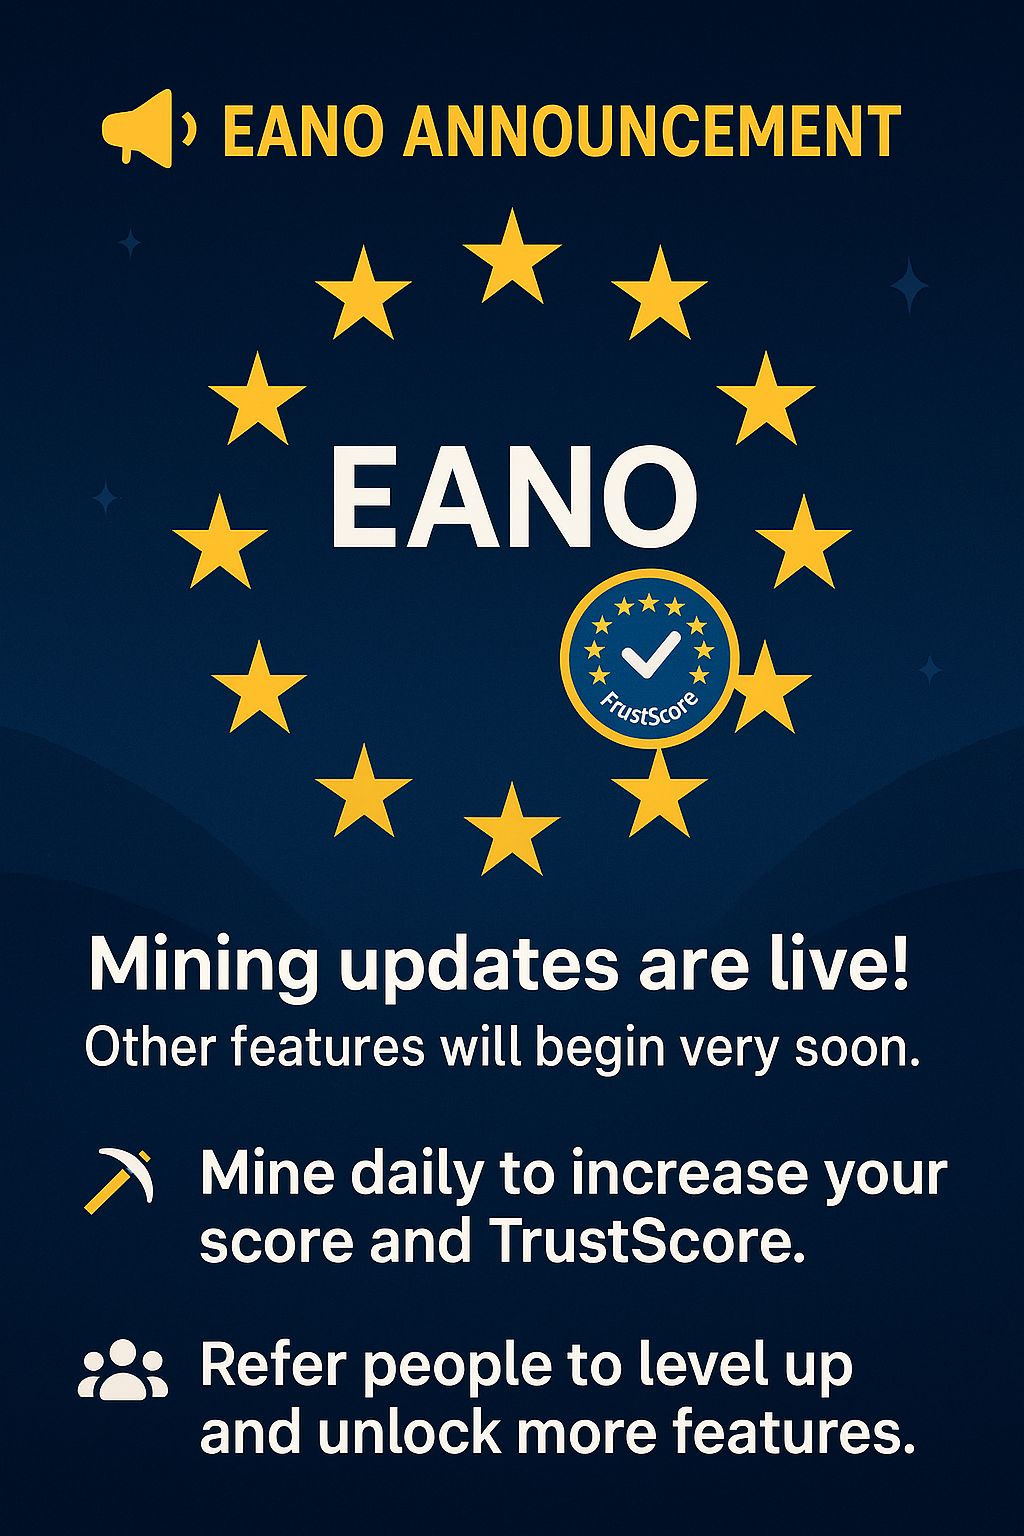 EANO ANNOUNCEMENT
EANO
FrustScore
Mining updates are live!
Other features will begin very soon.
Mine daily to increase your
score and TrustScore.
Refer people to level up
and unlock more features.